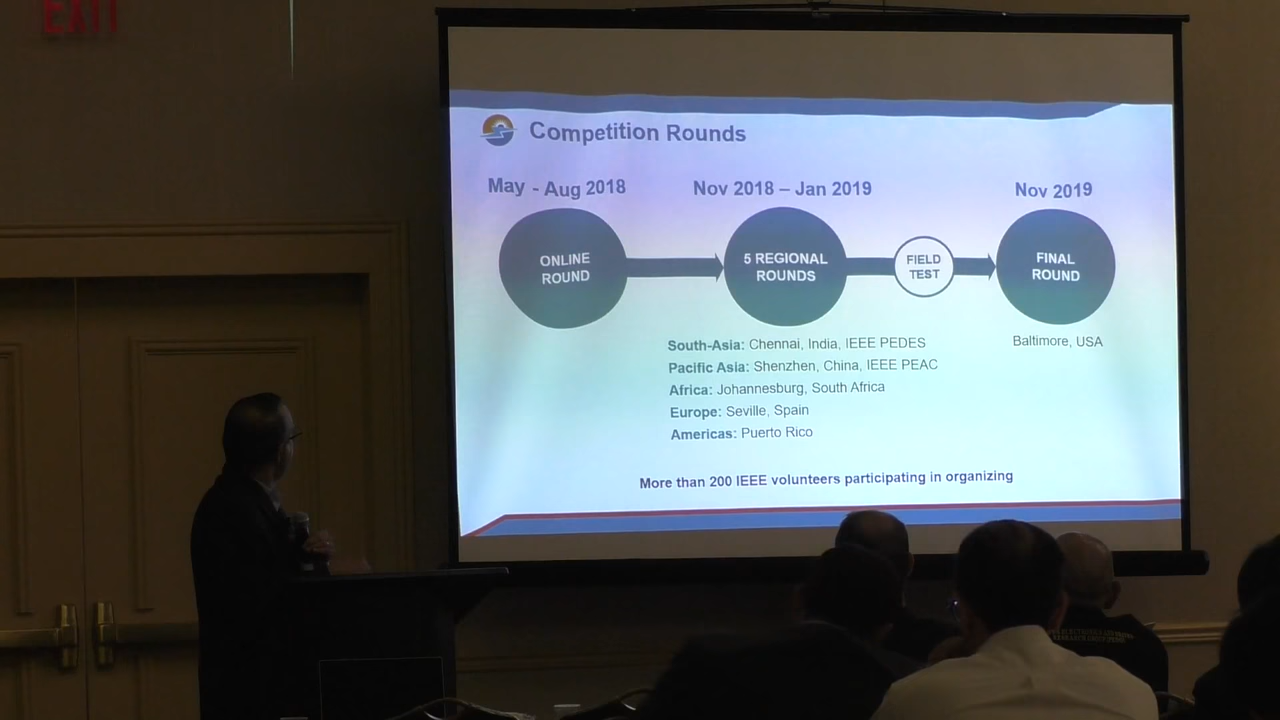 EXIT
Competition Rounds
May - Aug 2018
Nov 2018 – Jan 2019
Nov 2019
ONLINE
ROUND
5 REGIONAL
ROUNDS
FIELD
TEST
FINAL
ROUND
South-Asia: Chennai, India, IEEE PEDES
Pacific Asia: Shenzhen, China, IEEE PEAC
Africa: Johannesburg, South Africa
Europe: Seville, Spain
Americas: Puerto Rico
Baltimore, USA
More than 200 IEEE volunteers participating in organizing